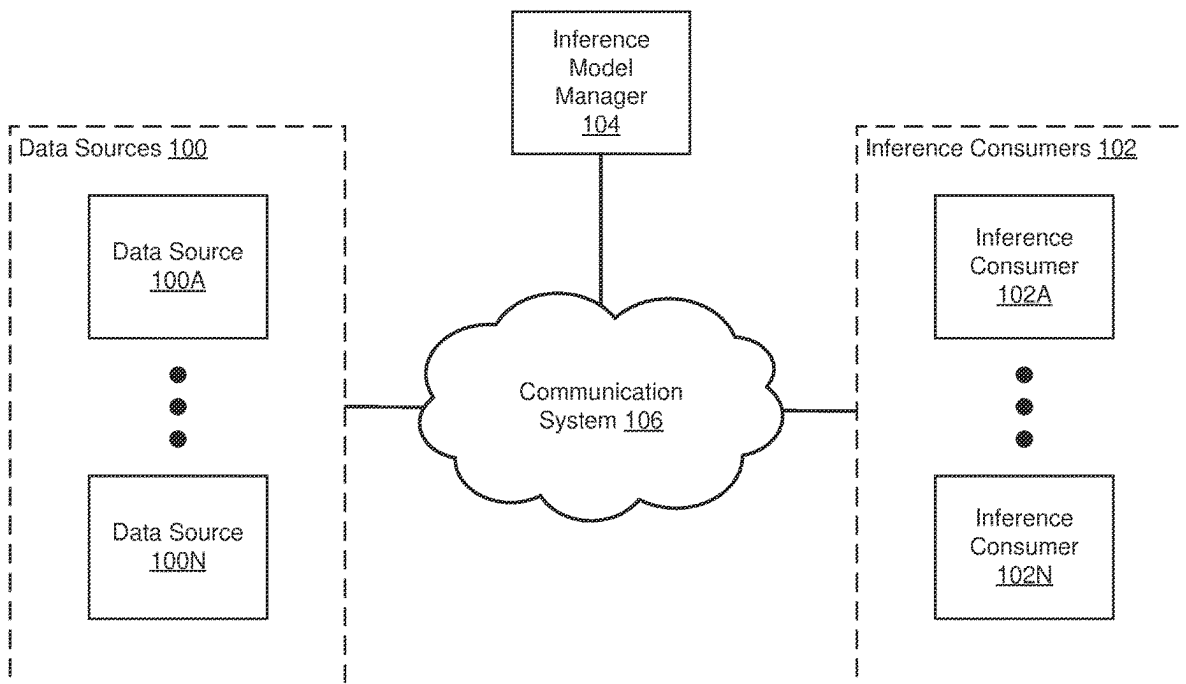 Inference
Model
Manager
104
Data Sources 100
Inference Consumers 102
Data Source
100A
Inference
Consumer
102A
Communication
System 106
Data Source
100N
Inference
Consumer
102N